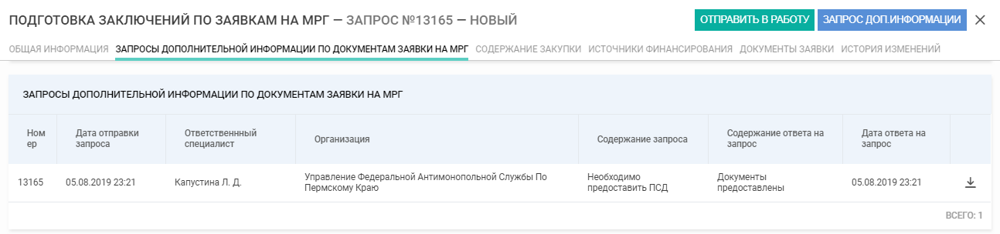 ПОДГОТОВКА ЗАКЛЮЧЕНИЙ ПО ЗАЯВКАМ НА МРГ — ЗАПРОС №13165 — НОВЫЙ
ОТПРАВИТЬ В РАБОТУ ЗАПРОС ДОП.ИНФОРМАЦИИ
ОБЩАЯ ИНФОРМАЦИЯ ЗАПРОСЫ ДОПОЛНИТЕЛЬНОЙ ИНФОРМАЦИИ ПО ДОКУМЕНТАМ ЗАЯВКИ НА МРГ СОДЕРЖАНИЕ ЗАКУПКИ ИСТОЧНИКИ ФИНАНСИРОВАНИЯ ДОКУМЕНТЫ ЗАЯВКИ ИСТОРИЯ ИЗМЕНЕНИЙ
ЗАПРОСЫ ДОПОЛНИТЕЛЬНОЙ ИНФОРМАЦИИ ПО ДОКУМЕНТАМ ЗАЯВКИ НА МРГ
Ном
ер
Дата отправки
запроса
Ответственнный
специалист
Организация
Содержание запроса
Содержание ответа на
запрос
Дата ответа на
запрос
13165
05.08.2019 23:21
Капустина Л. Д.
Управление Федеральной Антимонопольной Службы По
Пермскому Краю
Необходимо
предоставить ПСД
Документы
предоставлены
05.08.2019 23:21
ВСЕГО: 1